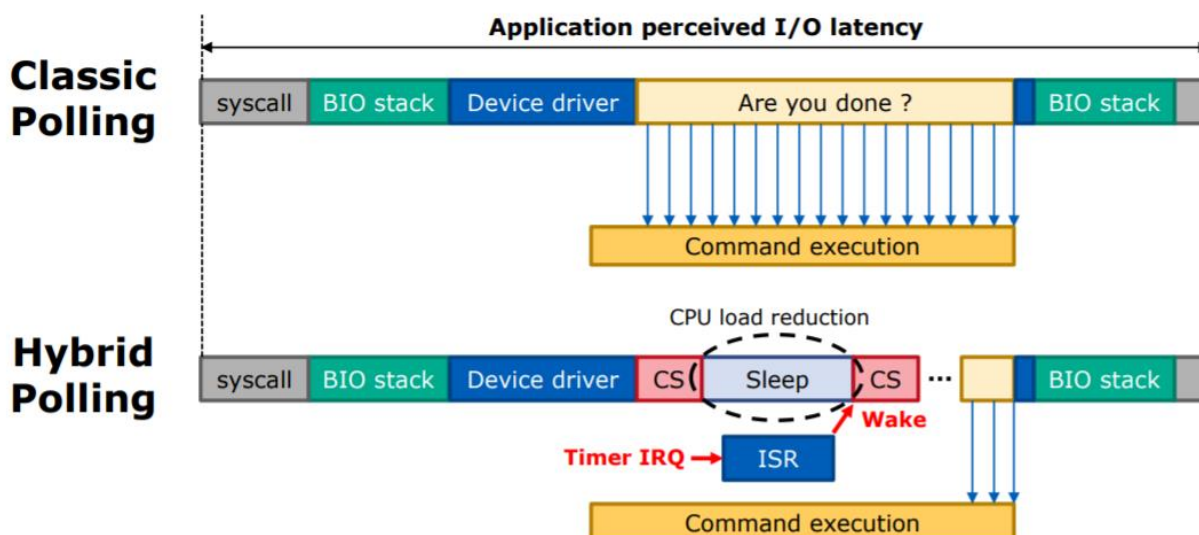 Application perceived I/O latency
Classic
Polling
syscall BIO stack Device driver Are you done ? BIO stack
Command execution
CPU load reduction
Hybrid
Polling
syscall BIO stack Device driver CS Sleep CS ... BIO stack
Wake
Timer IRQ ISR
Command execution